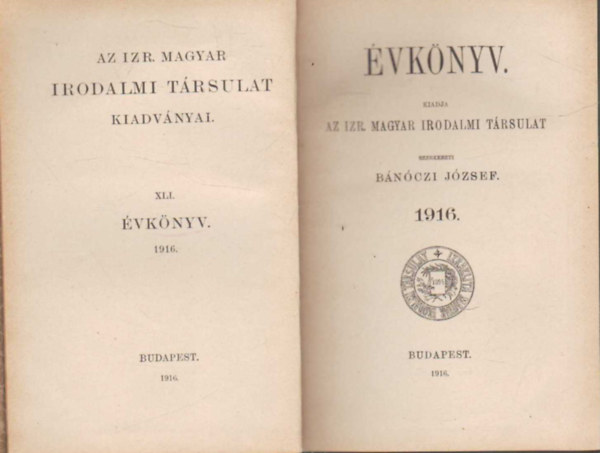 AZ IZR. MAGYAR
IRODALMI TÁRSULAT
KIADVÁNYAI.
XLI.
ÉVKÖNYV.
1916.
BUDAPEST.
1916.
ÉVKÖNYV.
KIADJA
AZ IZR. MAGYAR IRODALMI TÁRSULAT
SZERKESZTI
BÁNÓCZI JÓZSEF.
1916.
BUDAPEST.
1916.